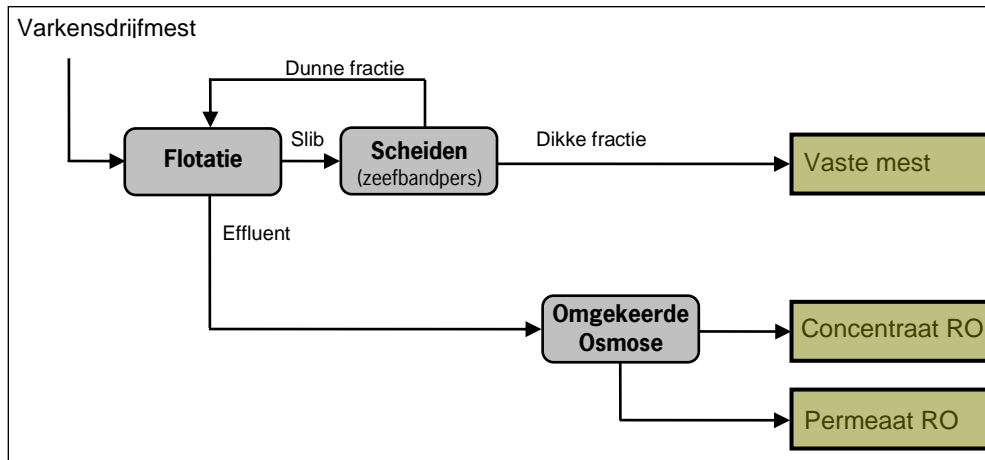 Varkensdrijfmest
Dunne fractie
Flotatie
Slib
Scheiden
(zeefbandpers)
Dikke fractie
Vaste mest
Effluent
Omgekeerde
Osmose
Concentraat RO
Permeaat RO